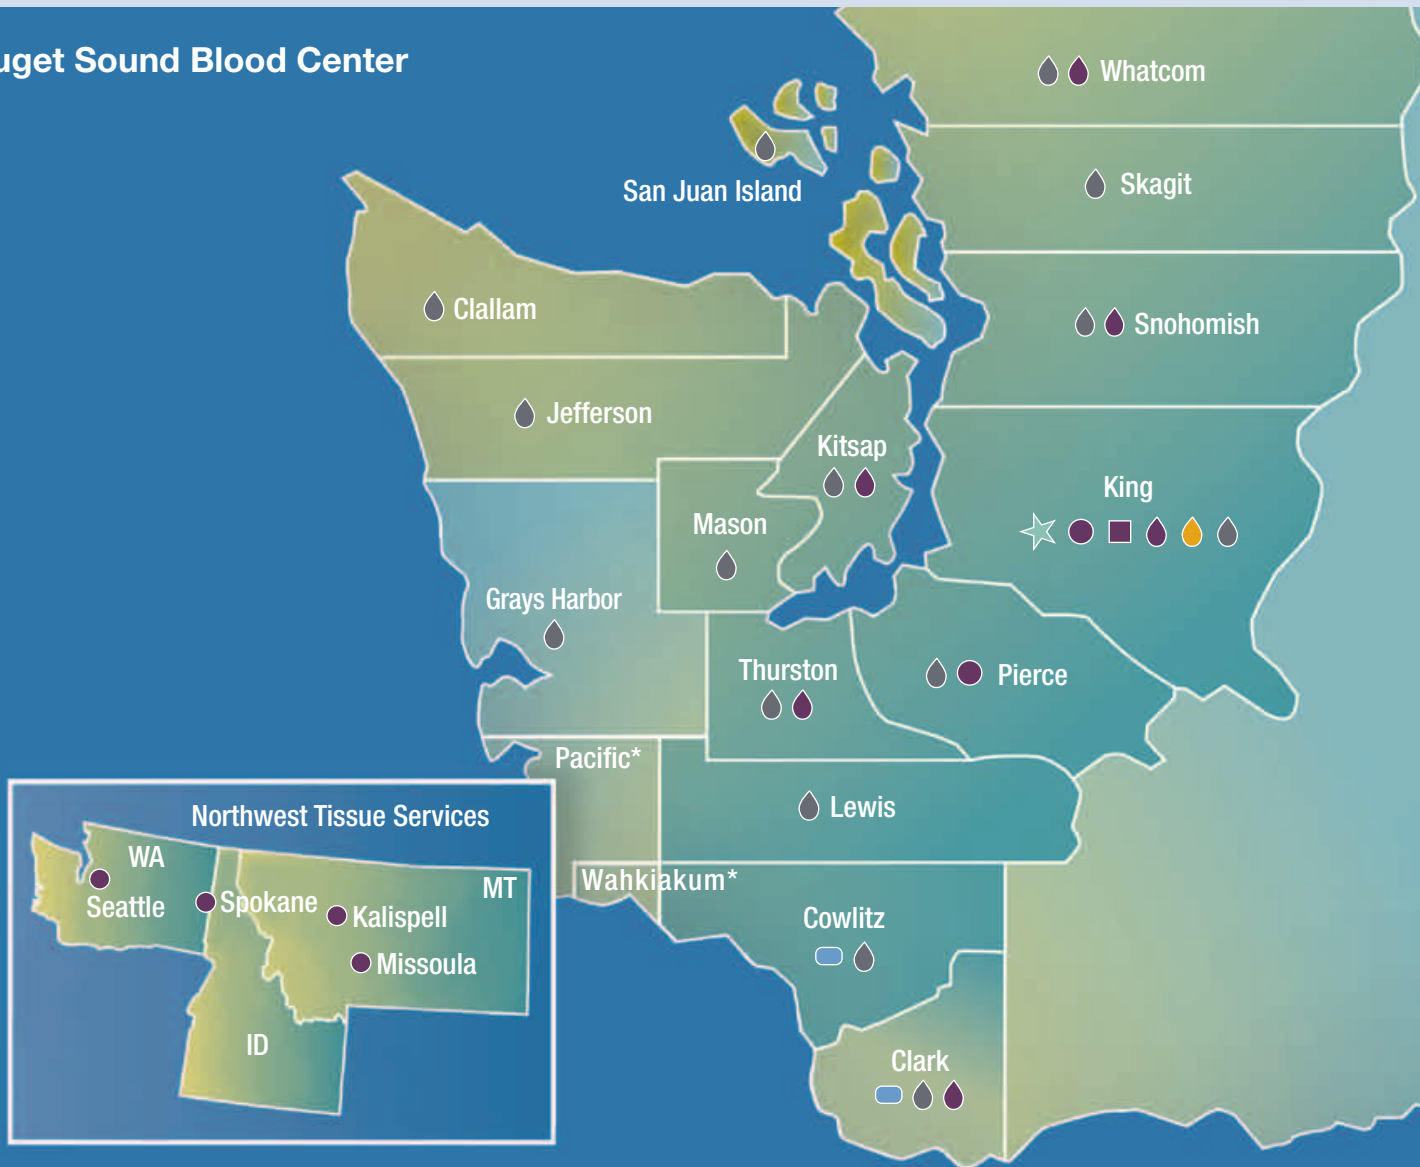 uget Sound Blood Center
Whatcom
San Juan Island
Skagit
Clallam
Snohomish
Jefferson
Kitsap
King
Mason
Grays Harbor
Thurston
Pierce
Pacific*
Lewis
Wahkiakum*
Cowlitz
Clark
Northwest Tissue Services
WA
MT
Seattle
Spokane
Kalispell
Missoula
ID